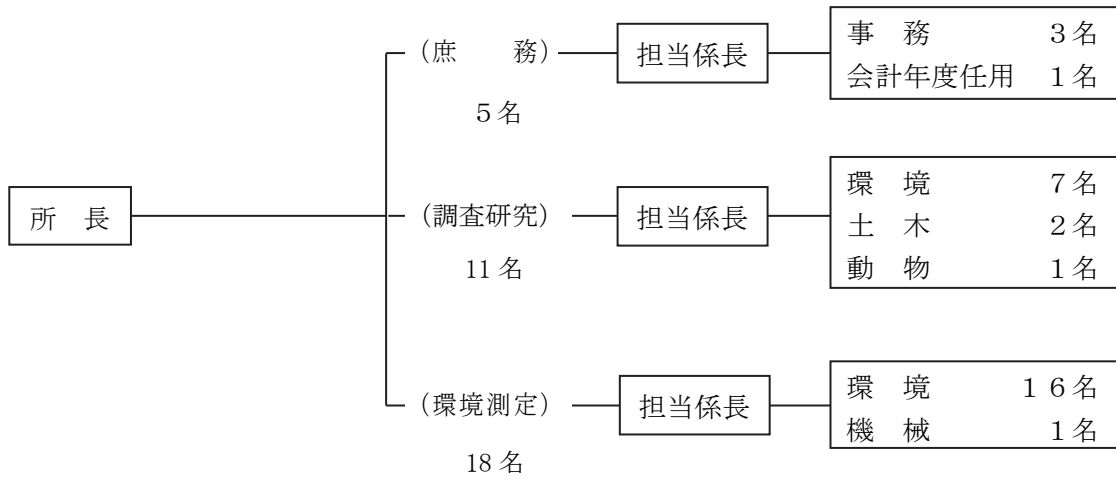 所 長
(庶 務)
5名
担当係長
事 務 3名
会計年度任用 1名
(調査研究)
11名
担当係長
環 境 7名
土 木 2名
動 物 1名
(環境測定)
18名
担当係長
環 境 16名
機 械 1名